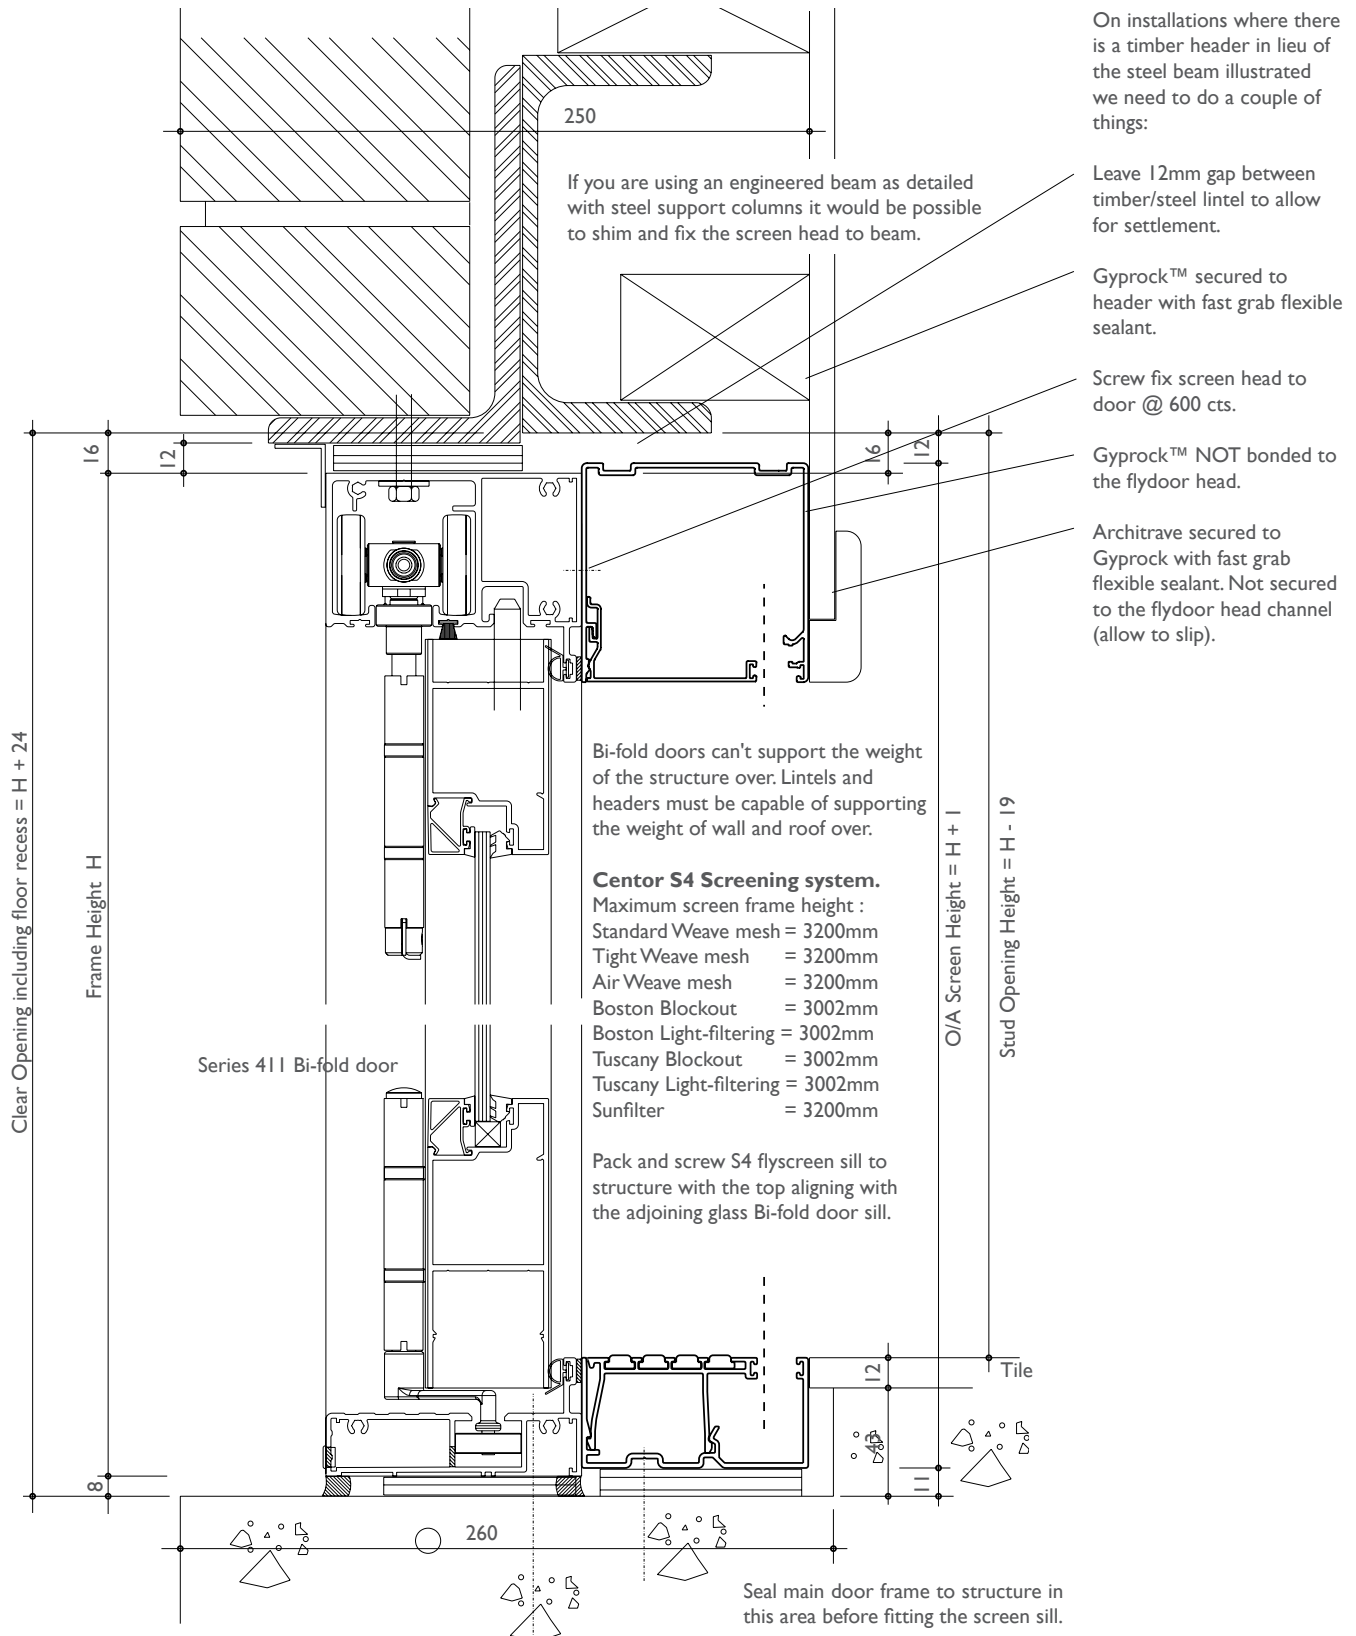 On installations where there
is a timber header in lieu of
the steel beam illustrated
we need to do a couple of
things:
250
If you are using an engineered beam as detailed
with steel support columns it would be possible
to shim and fix the screen head to beam.
Leave 12mm gap between
timber/steel lintel to allow
for settlement.
Gyprock™ secured to
header with fast grab flexible
sealant.
Screw fix screen head to
door @ 600 cts.
Gyprock™ NOT bonded to
the flydoor head.
Architrave secured to
Gyprock with fast grab
flexible sealant. Not secured
to the flydoor head channel
(allow to slip).
16
12
16
12
Clear Opening including floor recess = H + 24
Frame Height H
Bi-fold doors can't support the weight
of the structure over. Lintels and
headers must be capable of supporting
the weight of wall and roof over.
Centor S4 Screening system.
Maximum screen frame height :
Standard Weave mesh = 3200mm
Tight Weave mesh = 3200mm
Air Weave mesh = 3200mm
Boston Blockout = 3002mm
Boston Light-filtering = 3002mm
Tuscany Blockout = 3002mm
Tuscany Light-filtering = 3002mm
Sunfilter = 3200mm
O/A Screen Height = H + 1
Stud Opening Height = H - 19
Series 411 Bi-fold door
Pack and screw S4 flyscreen sill to
structure with the top aligning with
the adjoining glass Bi-fold door sill.
12
Tile
43
8
11
260
Seal main door frame to structure in
this area before fitting the screen sill.